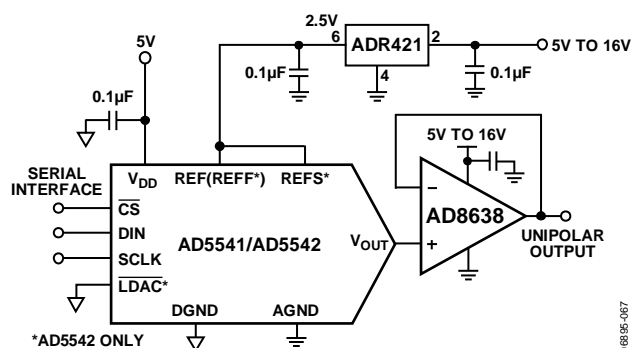 5V
2.5V
6
ADR421
2
4
5V TO 16V
0.1µF
0.1µF
0.1µF
5V TO 16V
SERIAL
INTERFACE
VDD
REF(REFF*)
REFS*
CS
DIN
SCLK
LDAC*
AD5541/AD5542
VOUT
DGND
AGND
−
+
AD8638
UNIPOLAR
OUTPUT
*AD5542 ONLY